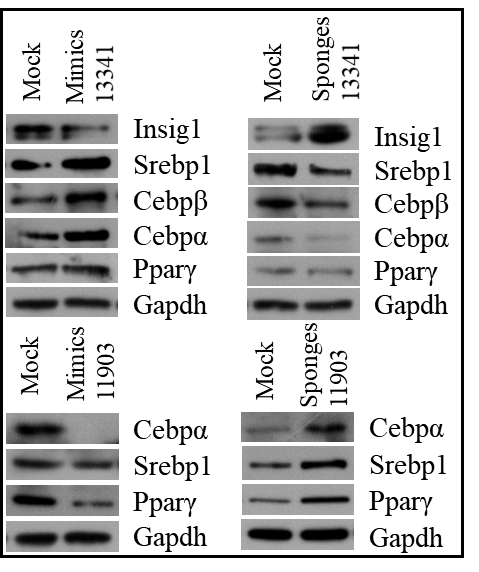 Mock
Mimics
13341
Insig1
Srebp1
Cebpβ
Cebpα
Pparγ
Gapdh
Mock
Sponges
13341
Insig1
Srebp1
Cebpβ
Cebpα
Pparγ
Gapdh
Mock
Mimics
11903
Cebpα
Srebp1
Pparγ
Gapdh
Mock
Sponges
11903
Cebpα
Srebp1
Pparγ
Gapdh